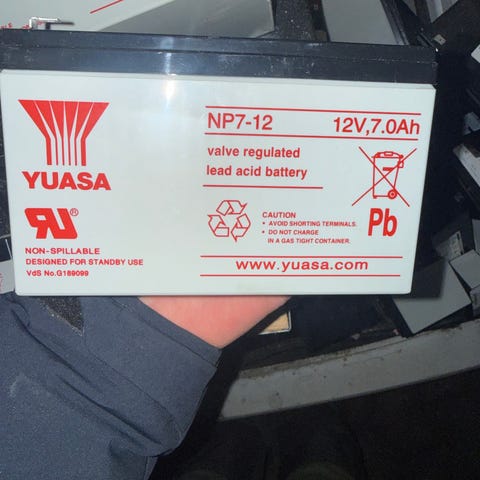 YUASA
NP7-12 12V,7.0Ah
valve regulated
lead acid battery
RU®
NON-SPILLABLE
DESIGNED FOR STANDBY USE
VdS No.G189099
CAUTION
• AVOID SHORTING TERMINALS.
• DO NOT CHARGE
IN A GAS TIGHT CONTAINER.
Pb
www.yuasa.com